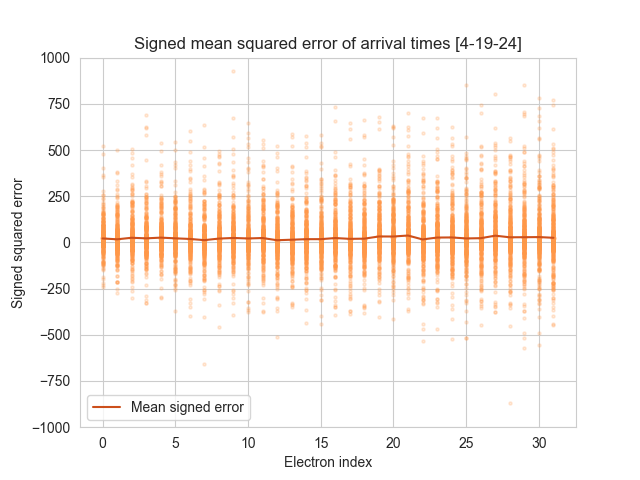 Signed mean squared error of arrival times [4-19-24]
1000
750
500
250
0
−250
−500
−750
−1000
Signed squared error
Mean signed error
0 5 10 15 20 25 30
Electron index